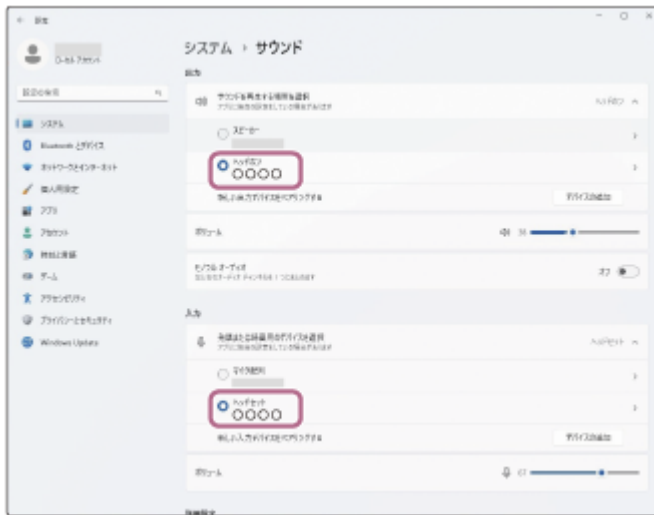 ← 設定
ローカル アカウント
設定の検索
システム
Bluetooth とデバイス
ネットワークとインターネット
個人用設定
アプリ
アカウント
時刻と言語
ゲーム
アクセシビリティ
プライバシーとセキュリティ
Windows Update
システム › サウンド
出力
サウンドを再生する場所を選択
ヘッドホン
スピーカー
ヘッドホン
○○○○
新しい出力デバイスをペアリングする
デバイスの追加
ボリューム
36
モノラル オーディオ
オフ
入力
発話または録音用のデバイスを選択
ヘッドセット
マイク配列
ヘッドセット
○○○○
新しい入力デバイスをペアリングする
デバイスの追加
ボリューム
67